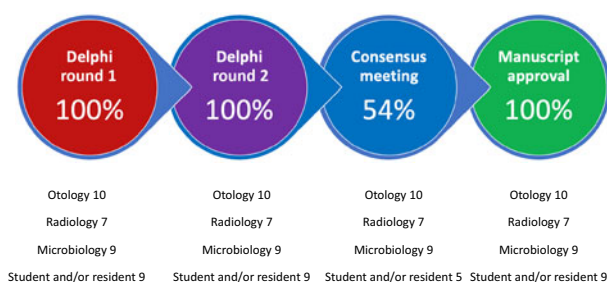 Delphi
round 1
100%
Delphi
round 2
100%
Consensus
meeting
54%
Manuscript
approval
100%
Otology 10
Radiology 7
Microbiology 9
Student and/or resident 9
Otology 10
Radiology 7
Microbiology 9
Student and/or resident 9
Otology 10
Radiology 7
Microbiology 9
Student and/or resident 5
Otology 10
Radiology 7
Microbiology 9
Student and/or resident 9